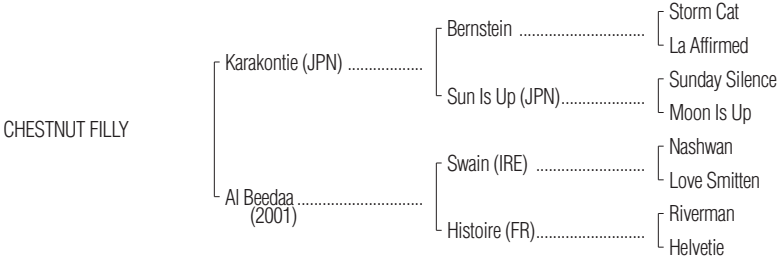 Storm Cat
Bernstein ................................
La Affirmed
Karakontie (JPN) ...................
Sunday Silence
Sun Is Up (JPN).....................
Moon Is Up
CHESTNUT FILLY
Nashwan
Swain (IRE) ...........................
Love Smitten
Al Beedaa ................................
(2001)
Riverman
Histoire (FR)...........................
Helvetie